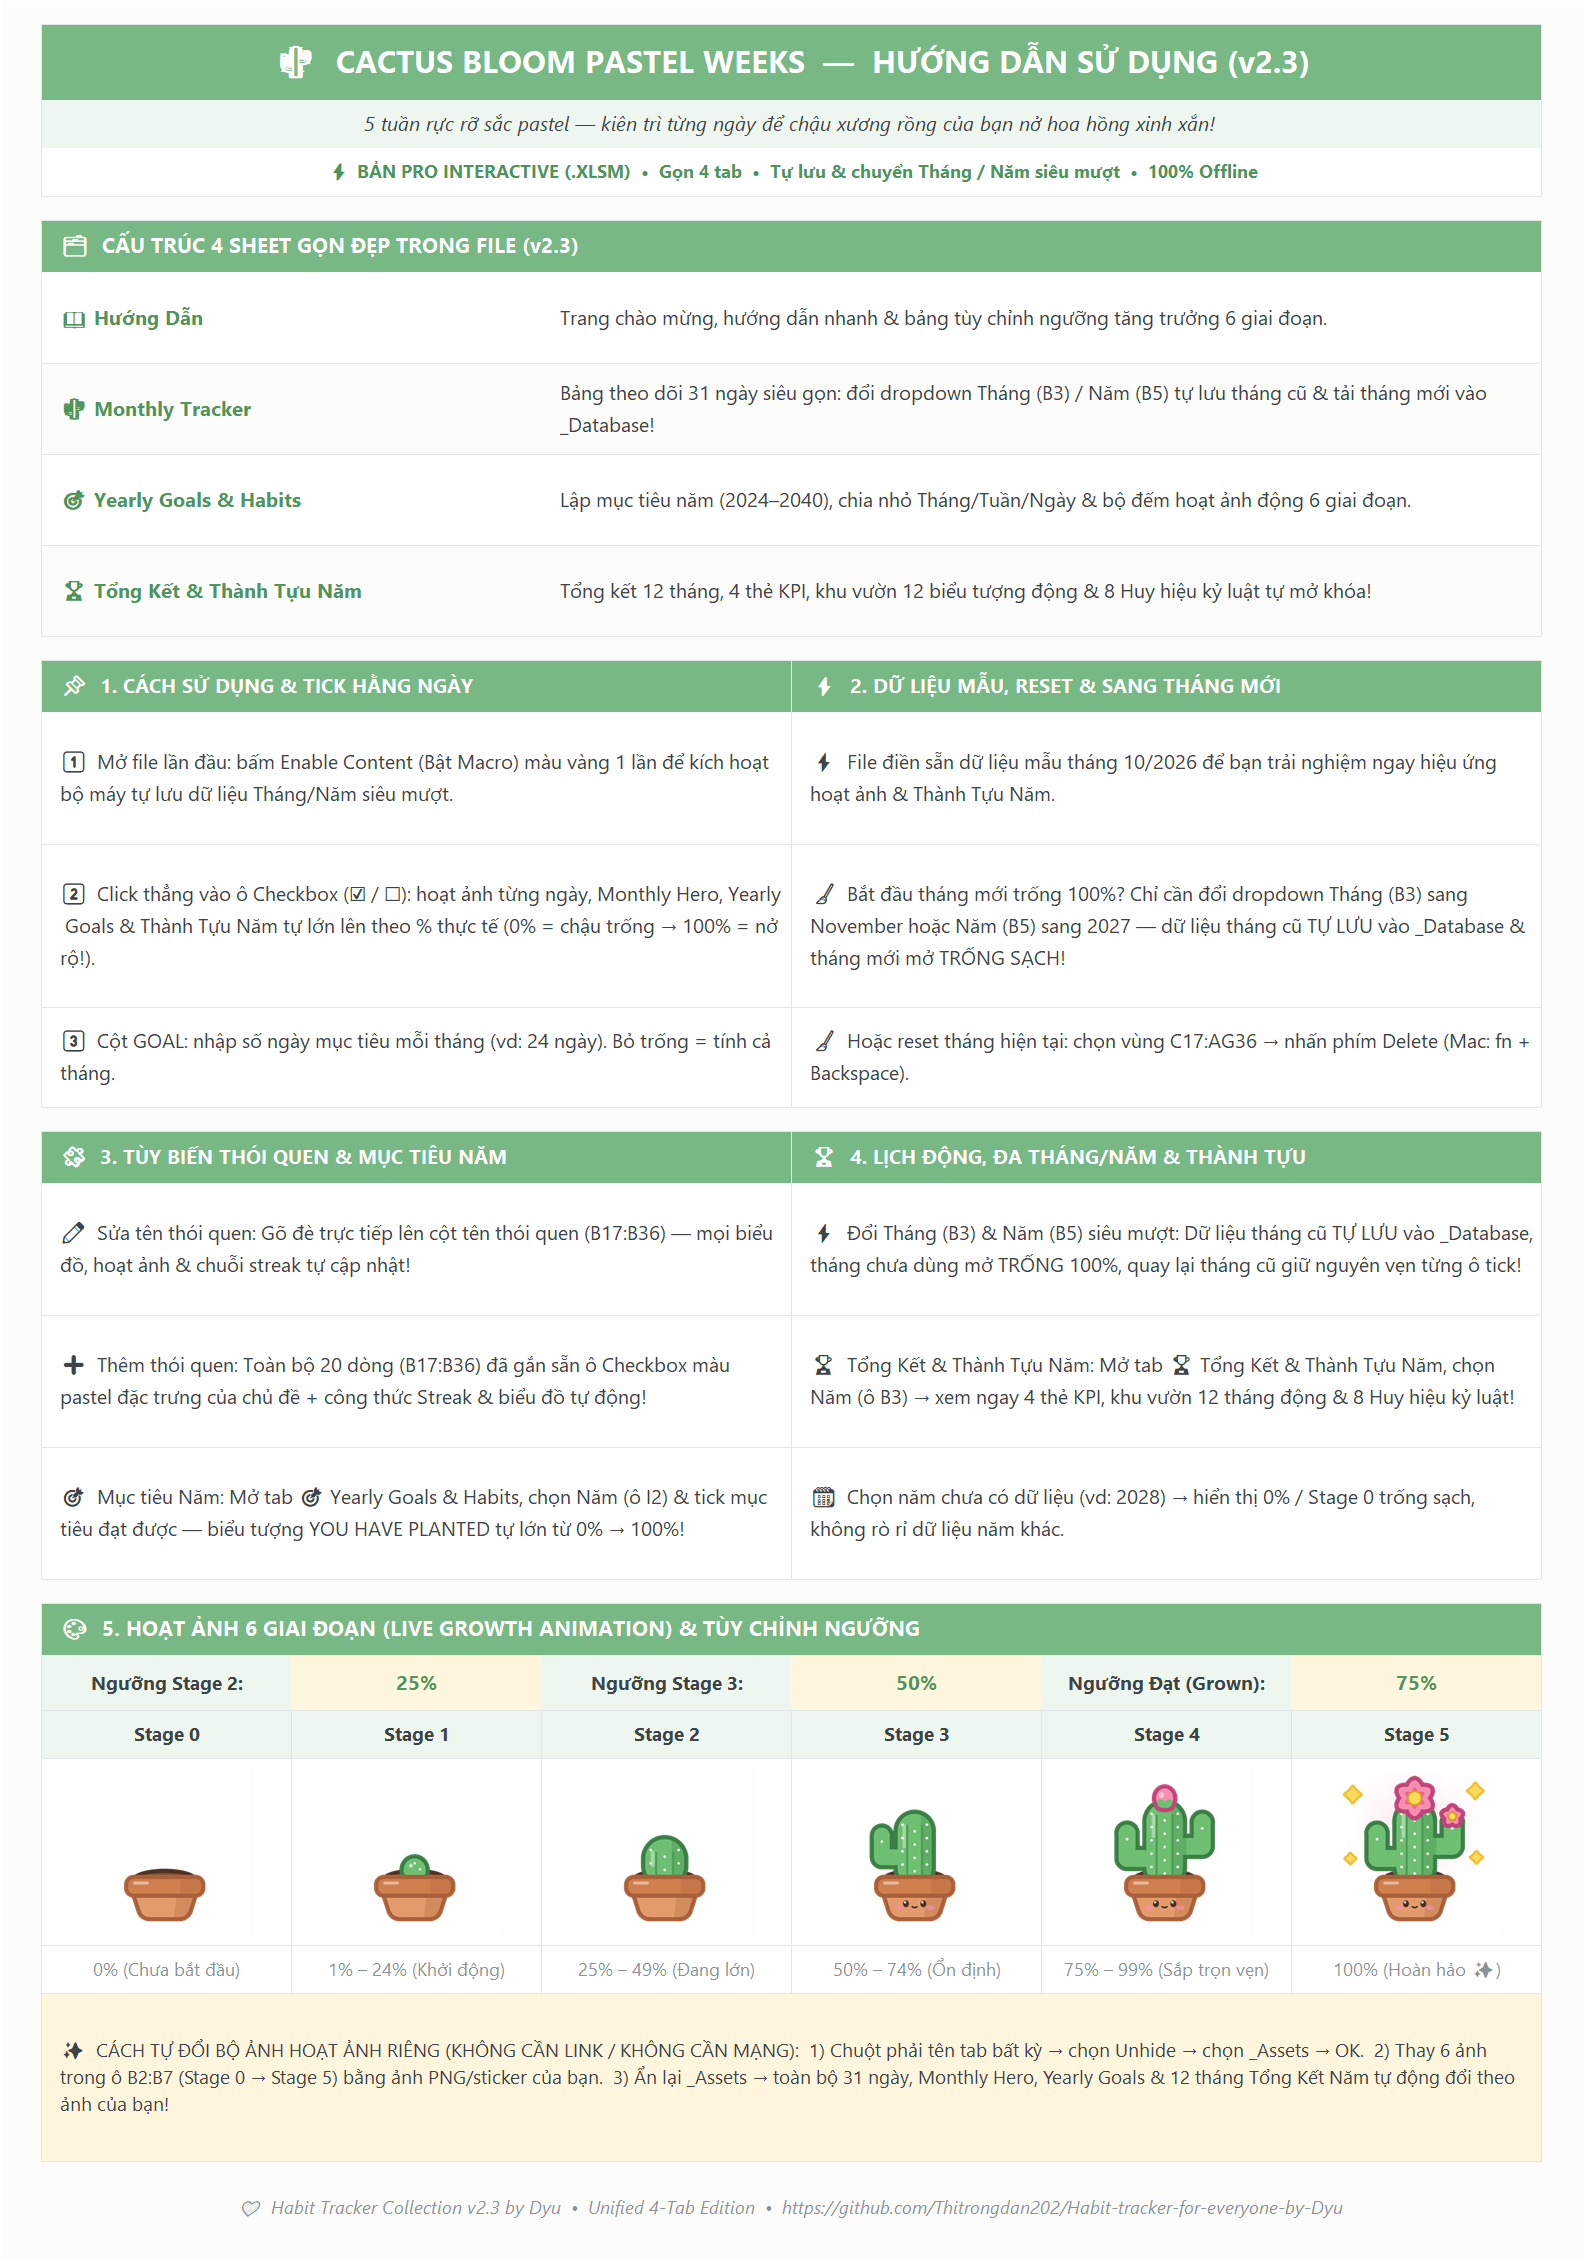 CACTUS BLOOM PASTEL WEEKS — HƯỚNG DẪN SỬ DỤNG (v2.3)
5 tuần rực rỡ sắc pastel — kiên trì từng ngày để chậu xương rồng của bạn nở hoa hồng xinh xắn!
BẢN PRO INTERACTIVE (.XLSM) • Gọn 4 tab • Tự lưu & chuyển Tháng / Năm siêu mượt • 100% Offline
CẤU TRÚC 4 SHEET GỌN ĐẸP TRONG FILE (v2.3)
Hướng Dẫn
Trang chào mừng, hướng dẫn nhanh & bảng tùy chỉnh ngưỡng tăng trưởng 6 giai đoạn.
Monthly Tracker
Bảng theo dõi 31 ngày siêu gọn: đổi dropdown Tháng (B3) / Năm (B5) tự lưu tháng cũ & tải tháng mới vào
_Database!
Yearly Goals & Habits
Lập mục tiêu năm (2024–2040), chia nhỏ Tháng/Tuần/Ngày & bộ đếm hoạt ảnh động 6 giai đoạn.
Tổng Kết & Thành Tựu Năm
Tổng kết 12 tháng, 4 thẻ KPI, khu vườn 12 biểu tượng động & 8 Huy hiệu kỷ luật tự mở khóa!
1. CÁCH SỬ DỤNG & TICK HẰNG NGÀY
1 Mở file lần đầu: bấm Enable Content (Bật Macro) màu vàng 1 lần để kích hoạt
bộ máy tự lưu dữ liệu Tháng/Năm siêu mượt.
2 Click thẳng vào ô Checkbox (☑ / ☐): hoạt ảnh từng ngày, Monthly Hero, Yearly
Goals & Thành Tựu Năm tự lớn lên theo % thực tế (0% = chậu trống → 100% = nở
rộ!).
3 Cột GOAL: nhập số ngày mục tiêu mỗi tháng (vd: 24 ngày). Bỏ trống = tính cả
tháng.
2. DỮ LIỆU MẪU, RESET & SANG THÁNG MỚI
File điền sẵn dữ liệu mẫu tháng 10/2026 để bạn trải nghiệm ngay hiệu ứng
hoạt ảnh & Thành Tựu Năm.
Bắt đầu tháng mới trống 100%? Chỉ cần đổi dropdown Tháng (B3) sang
November hoặc Năm (B5) sang 2027 — dữ liệu tháng cũ TỰ LƯU vào _Database &
tháng mới mở TRỐNG SẠCH!
Hoặc reset tháng hiện tại: chọn vùng C17:AG36 → nhấn phím Delete (Mac: fn +
Backspace).
3. TÙY BIẾN THÓI QUEN & MỤC TIÊU NĂM
Sửa tên thói quen: Gõ đè trực tiếp lên cột tên thói quen (B17:B36) — mọi biểu
đồ, hoạt ảnh & chuỗi streak tự cập nhật!
Thêm thói quen: Toàn bộ 20 dòng (B17:B36) đã gắn sẵn ô Checkbox màu
pastel đặc trưng của chủ đề + công thức Streak & biểu đồ tự động!
Mục tiêu Năm: Mở tab Yearly Goals & Habits, chọn Năm (ô I2) & tick mục
tiêu đạt được — biểu tượng YOU HAVE PLANTED tự lớn từ 0% → 100%!
4. LỊCH ĐỘNG, ĐA THÁNG/NĂM & THÀNH TỰU
Đổi Tháng (B3) & Năm (B5) siêu mượt: Dữ liệu tháng cũ TỰ LƯU vào _Database,
tháng chưa dùng mở TRỐNG 100%, quay lại tháng cũ giữ nguyên vẹn từng ô tick!
Tổng Kết & Thành Tựu Năm: Mở tab Tổng Kết & Thành Tựu Năm, chọn
Năm (ô B3) → xem ngay 4 thẻ KPI, khu vườn 12 tháng động & 8 Huy hiệu kỷ luật!
Chọn năm chưa có dữ liệu (vd: 2028) → hiển thị 0% / Stage 0 trống sạch,
không rò rỉ dữ liệu năm khác.
5. HOẠT ẢNH 6 GIAI ĐOẠN (LIVE GROWTH ANIMATION) & TÙY CHỈNH NGƯỠNG
Ngưỡng Stage 2: 25% Ngưỡng Stage 3: 50% Ngưỡng Đạt (Grown): 75%
Stage 0 Stage 1 Stage 2 Stage 3 Stage 4 Stage 5
0% (Chưa bắt đầu) 1% – 24% (Khởi động) 25% – 49% (Đang lớn) 50% – 74% (Ổn định) 75% – 99% (Sắp trọn vẹn) 100% (Hoàn hảo ✨)
✨ CÁCH TỰ ĐỔI BỘ ẢNH HOẠT ẢNH RIÊNG (KHÔNG CẦN LINK / KHÔNG CẦN MẠNG): 1) Chuột phải tên tab bất kỳ → chọn Unhide → chọn _Assets → OK. 2) Thay 6 ảnh
trong ô B2:B7 (Stage 0 → Stage 5) bằng ảnh PNG/sticker của bạn. 3) Ẩn lại _Assets → toàn bộ 31 ngày, Monthly Hero, Yearly Goals & 12 tháng Tổng Kết Năm tự động đổi theo
ảnh của bạn!
Habit Tracker Collection v2.3 by Dyu • Unified 4-Tab Edition • https://github.com/Thitrongdan202/Habit-tracker-for-everyone-by-Dyu